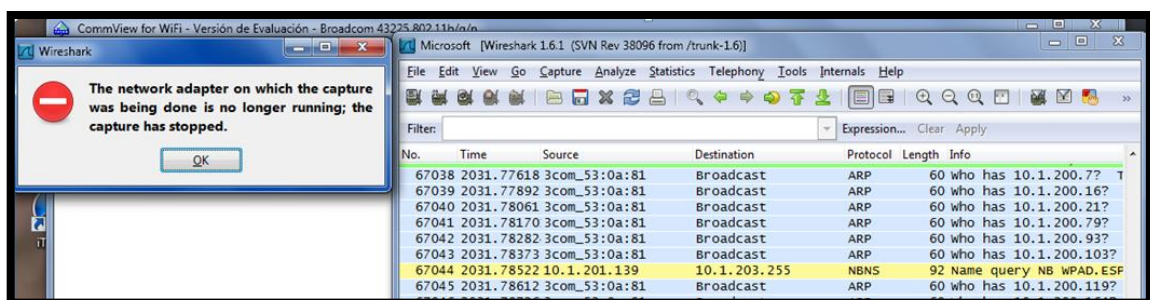 CommView for WiFi - Versión de Evaluación - Broadcom 43225 802.11b/g/n
Wireshark
The network adapter on which the capture
was being done is no longer running; the
capture has stopped.
OK
Microsoft [Wireshark 1.6.1 (SVN Rev 38096 from /trunk-1.6)]
File Edit View Go Capture Analyze Statistics Telephony Tools Internals Help
Filter: Expression... Clear Apply
No. Time Source Destination Protocol Length Info
67038 2031.77618 3com_53:0a:81 Broadcast ARP 60 who has 10.1.200.7? T
67039 2031.77892 3com_53:0a:81 Broadcast ARP 60 who has 10.1.200.16?
67040 2031.78061 3com_53:0a:81 Broadcast ARP 60 who has 10.1.200.21?
67041 2031.78170 3com_53:0a:81 Broadcast ARP 60 who has 10.1.200.79?
67042 2031.78282 3com_53:0a:81 Broadcast ARP 60 who has 10.1.200.93?
67043 2031.78373 3com_53:0a:81 Broadcast ARP 60 who has 10.1.200.103?
67044 2031.78522 10.1.201.139 10.1.203.255 NBNS 92 Name query NB WPAD.ESP
67045 2031.78612 3com_53:0a:81 Broadcast ARP 60 who has 10.1.200.119?
iT